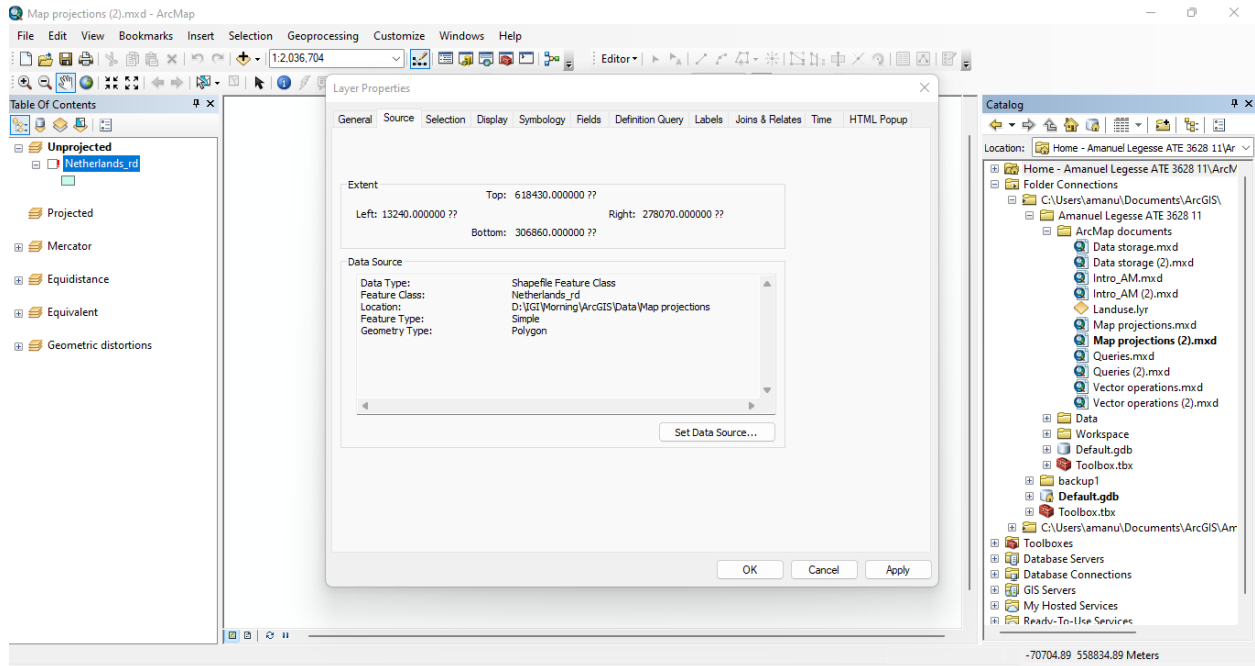 Map projections (2).mxd - ArcMap
File Edit View Bookmarks Insert Selection Geoprocessing Customize Windows Help
1:2,036,704
Editor
Table Of Contents
Unprojected
Netherlands_rd
Projected
Mercator
Equidistance
Equivalent
Geometric distortions
Layer Properties
General Source Selection Display Symbology Fields Definition Query Labels Joins & Relates Time HTML Popup
Extent
Top: 618430.000000 ??
Left: 13240.000000 ?? Right: 278070.000000 ??
Bottom: 306860.000000 ??
Data Source
Data Type: Shapefile Feature Class
Feature Class: Netherlands_rd
Location: D:\IGI\Morning\ArcGIS\Data\Map projections
Feature Type: Simple
Geometry Type: Polygon
Set Data Source...
OK Cancel Apply
Catalog
Location: Home - Amanuel Legesse ATE 3628 11\Ar
Home - Amanuel Legesse ATE 3628 11\ArcM
Folder Connections
C:\Users\amanu\Documents\ArcGIS\
Amanuel Legesse ATE 3628 11
ArcMap documents
Data storage.mxd
Data storage (2).mxd
Intro_AM.mxd
Intro_AM (2).mxd
Landuse.lyr
Map projections.mxd
Map projections (2).mxd
Queries.mxd
Queries (2).mxd
Vector operations.mxd
Vector operations (2).mxd
Data
Workspace
Default.gdb
Toolbox.tbx
backup1
Default.gdb
Toolbox.tbx
C:\Users\amanu\Documents\ArcGIS\Am
Toolboxes
Database Servers
Database Connections
GIS Servers
My Hosted Services
Ready-To-Use Services
-70704.89 558834.89 Meters